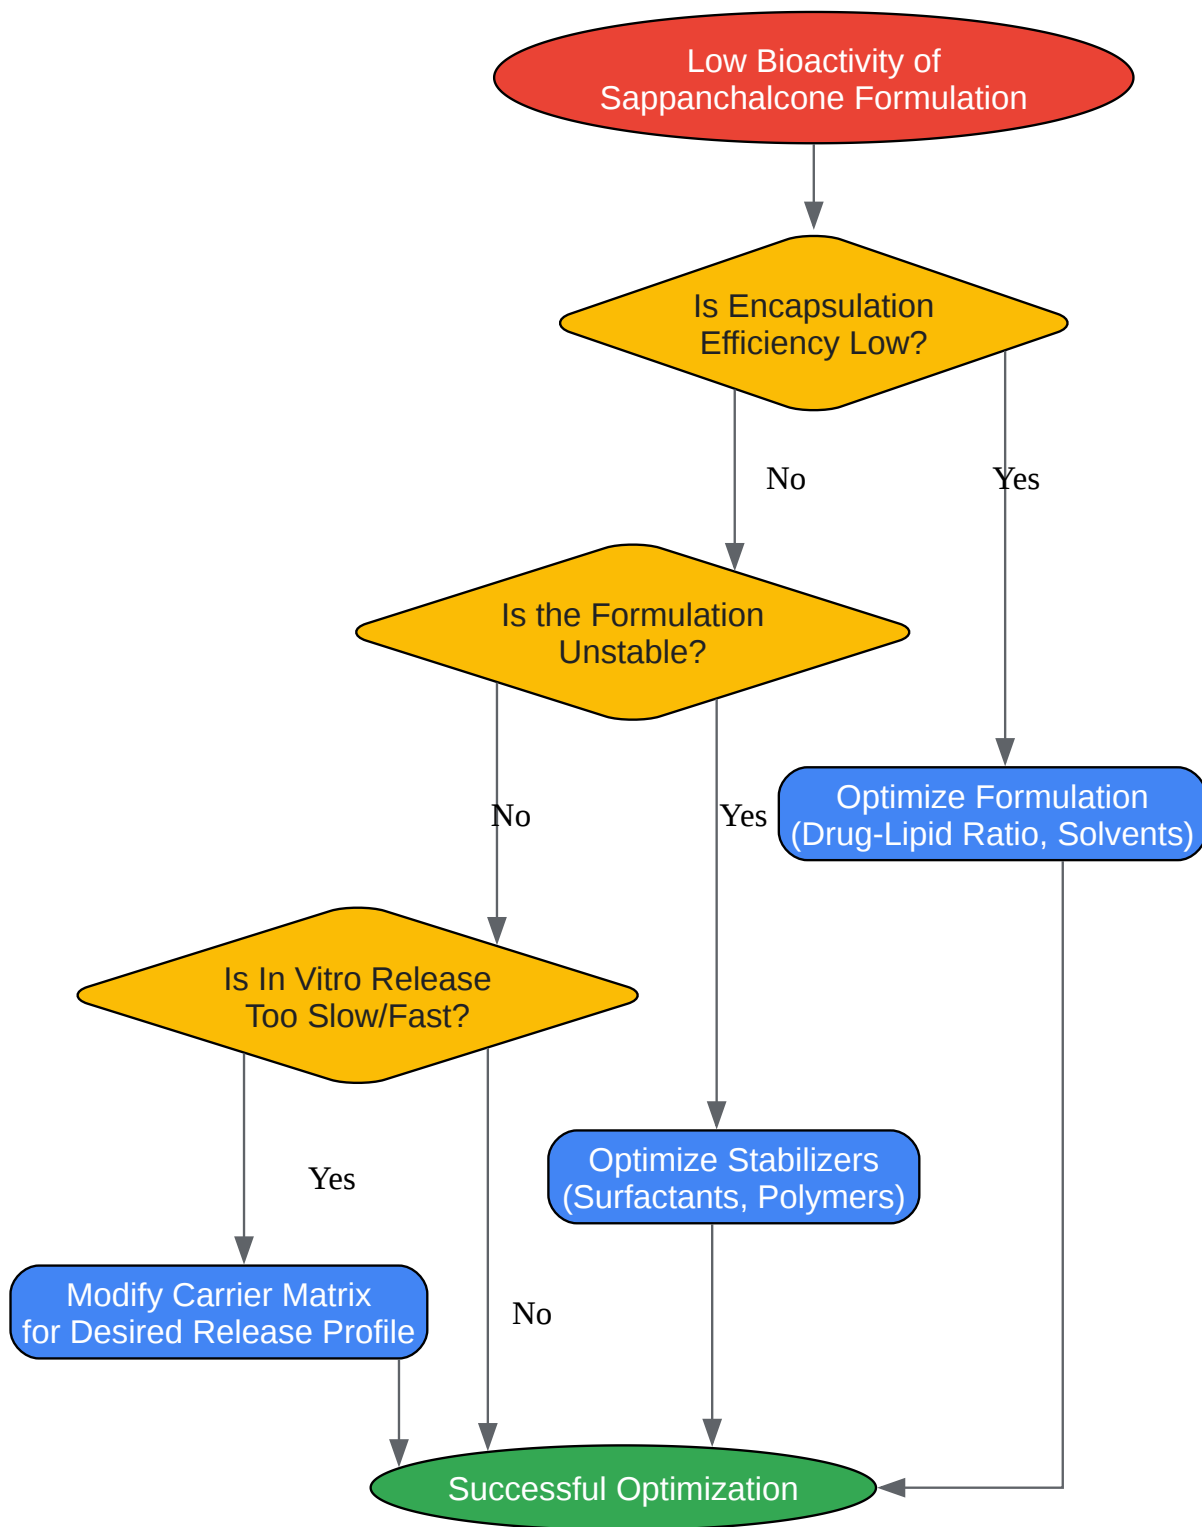 Low Bioactivity of
Sappanchalcone Formulation
Is Encapsulation
Efficiency Low?
No
Yes
Is the Formulation
Unstable?
No
Yes
Optimize Formulation
(Drug-Lipid Ratio, Solvents)
Is In Vitro Release
Too Slow/Fast?
Yes
No
Optimize Stabilizers
(Surfactants, Polymers)
Modify Carrier Matrix
for Desired Release Profile
Successful Optimization